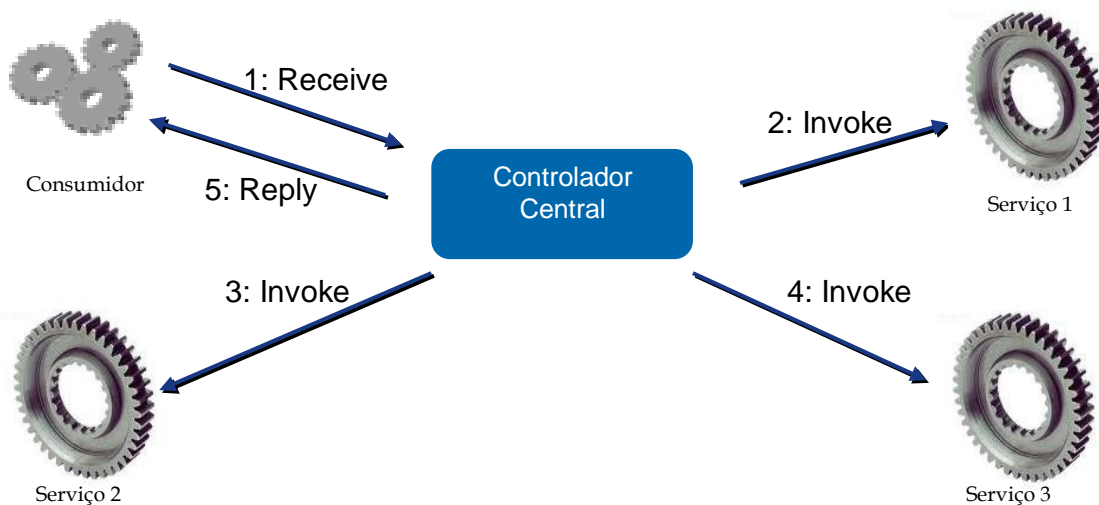 1: Receive
2: Invoke
Consumidor
5: Reply
Controlador
Central
Serviço 1
3: Invoke
4: Invoke
Serviço 2
Serviço 3